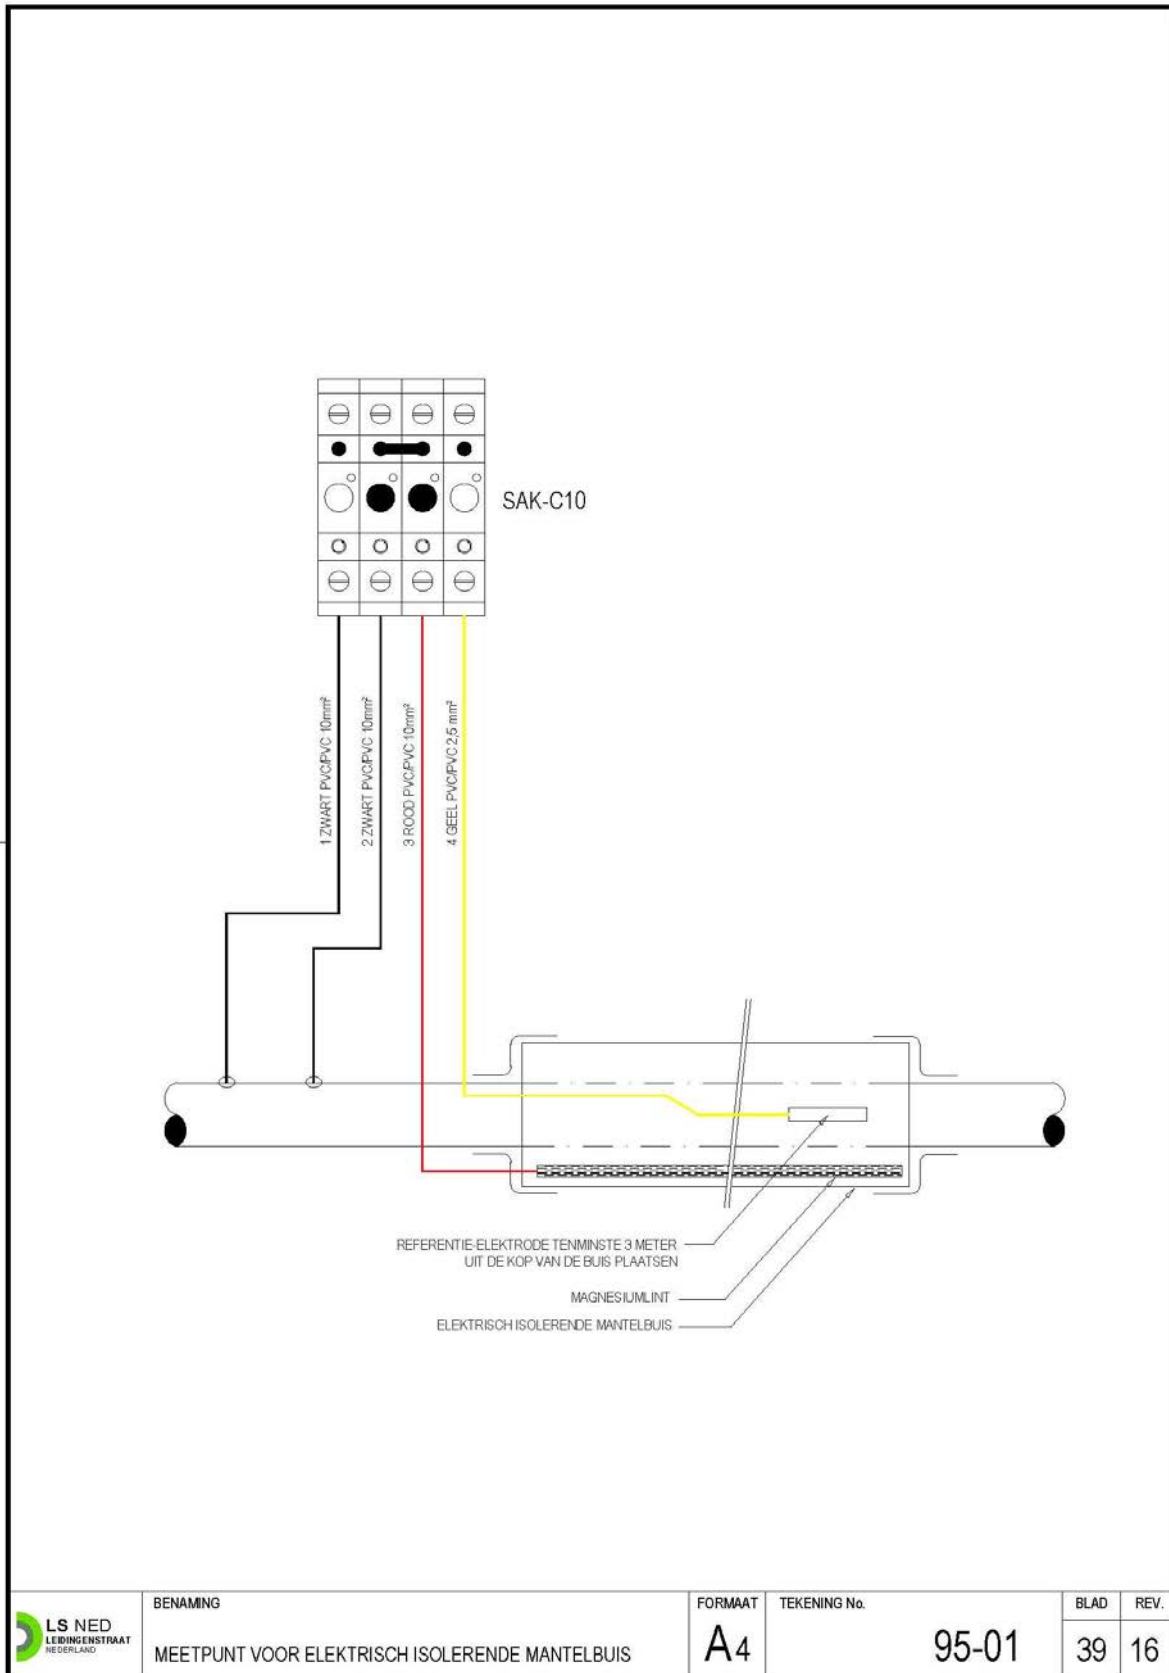 SAK-C10
1 ZWART PVC/PVC 10mm²
2 ZWART PVC/PVC 10mm²
3 ROOD PVC/PVC 10mm²
4 GEEL PVC/PVC 2,5 mm²
REFERENTIE-ELEKTRODE TENMINSTE 3 METER
UIT DE KOP VAN DE BUIS PLAATSEN
MAGNESIUMLINT
ELEKTRISCH ISOLERENDE MANTELBUIS
LS NED
LEIDINGENSTRAAT
NEDERLAND
BENAMING
MEETPUNT VOOR ELEKTRISCH ISOLERENDE MANTELBUIS
FORMAAT
A4
TEKENING No.
95-01
BLAD
39
REV.
16